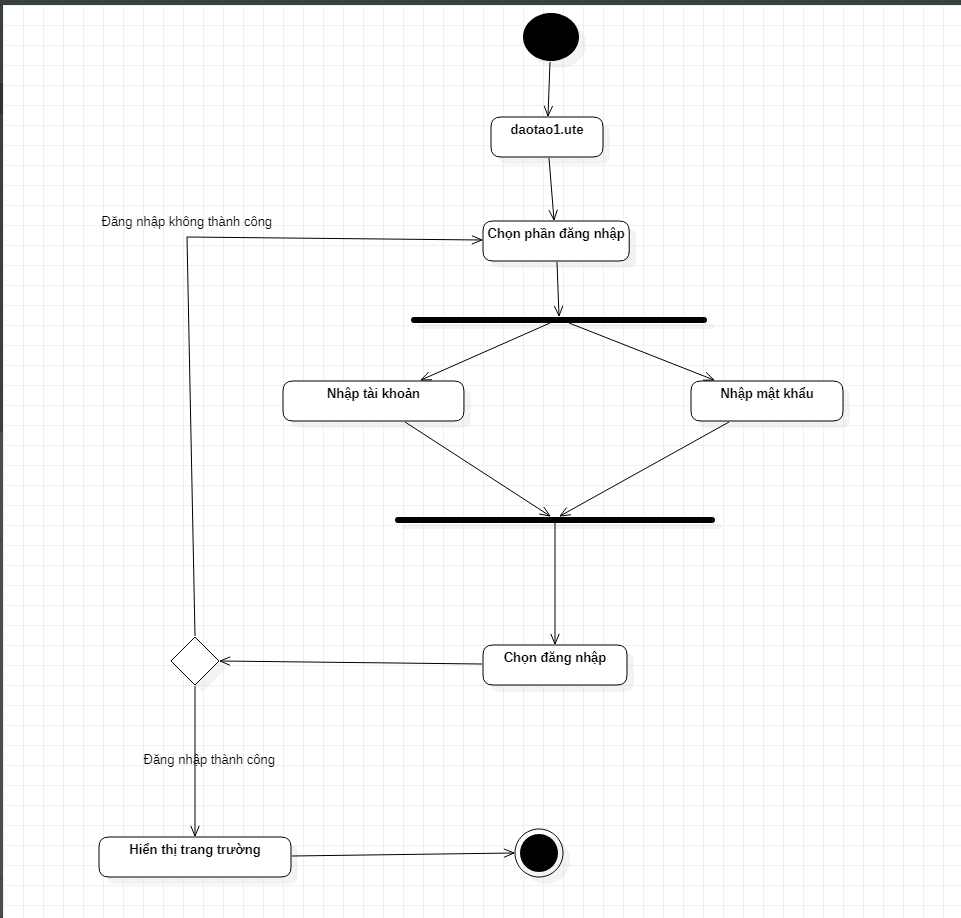 daotao1.ute
Đăng nhập không thành công
Chọn phần đăng nhập
Nhập tài khoản
Nhập mật khẩu
Chọn đăng nhập
Đăng nhập thành công
Hiển thị trang trường